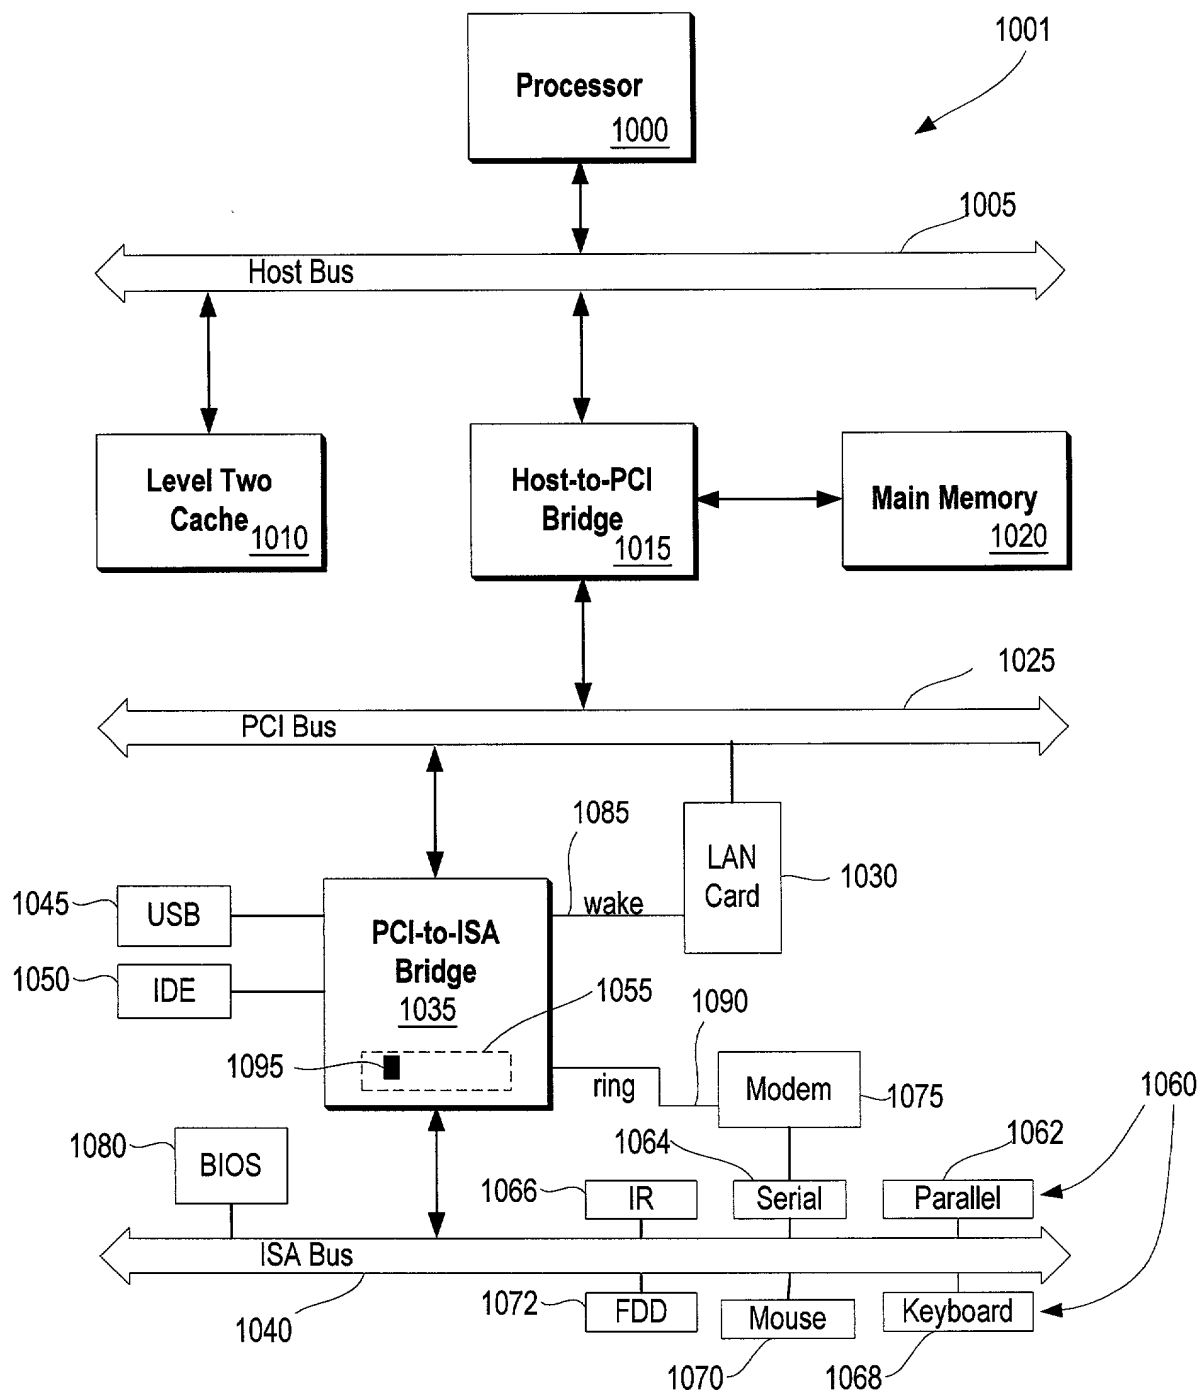 1001
Processor
1000
1005
Host Bus
Level Two
Cache
1010
Host-to-PCI
Bridge
1015
Main Memory
1020
1025
PCI Bus
1085
LAN
Card
1030
wake
1045
USB
PCI-to-ISA
Bridge
1035
1050
IDE
1055
1090
1095
ring
Modem
1075
1060
1080
BIOS
1064
1062
1066
IR
Serial
Parallel
ISA Bus
1072
FDD
Mouse
Keyboard
1040
1070
1068